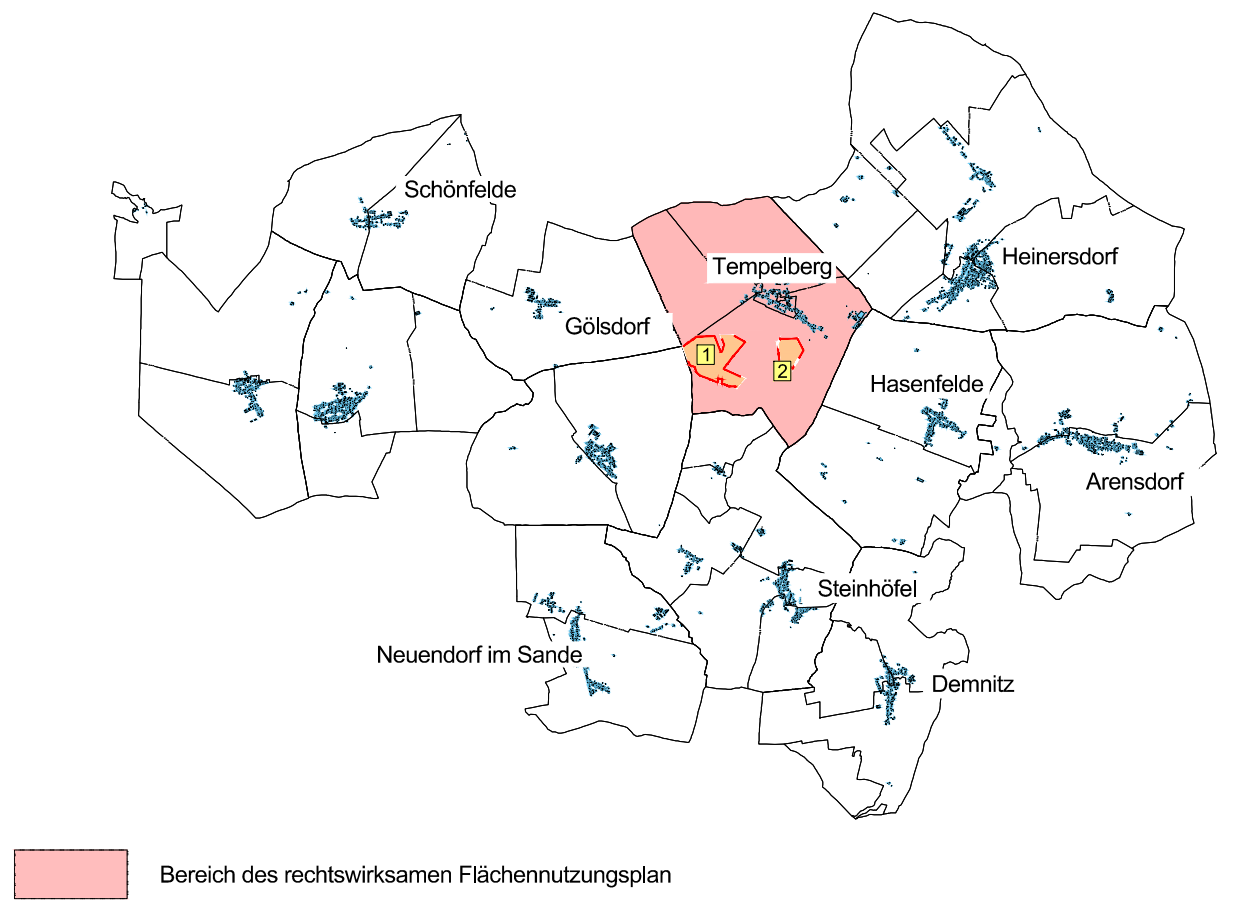 Schönfelde
Heinersdorf
Tempelberg
Gölsdorf
1
2
Hasenfelde
Arensdorf
Steinhöfel
Neuendorf im Sande
Demnitz
Bereich des rechtswirksamen Flächennutzungsplan